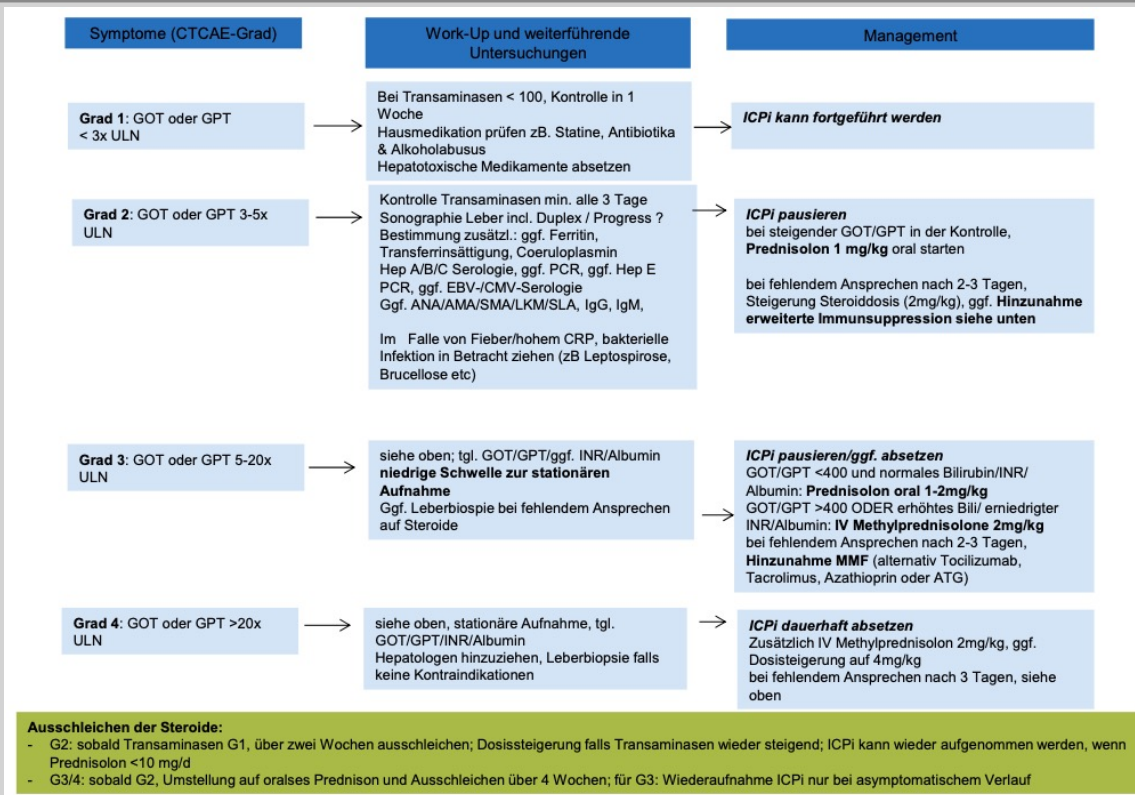 Symptome (CTCAE-Grad)
Work-Up und weiterführende
Untersuchungen
Management
Grad 1: GOT oder GPT
< 3x ULN
Bei Transaminasen < 100, Kontrolle in 1
Woche
Hausmedikation prüfen zB. Statine, Antibiotika
& Alkoholabusus
Hepatotoxische Medikamente absetzen
ICPi kann fortgeführt werden
Grad 2: GOT oder GPT 3-5x
ULN
Kontrolle Transaminasen min. alle 3 Tage
Sonographie Leber incl. Duplex / Progress ?
Bestimmung zusätzl.: ggf. Ferritin,
Transferrinsättigung, Coeruloplasmin
Hep A/B/C Serologie, ggf. PCR, ggf. Hep E
PCR, ggf. EBV-/CMV-Serologie
Ggf. ANA/AMA/SMA/LKM/SLA, IgG, IgM,
Im Falle von Fieber/hohem CRP, bakterielle
Infektion in Betracht ziehen (zB Leptospirose,
Brucellose etc)
ICPi pausieren
bei steigender GOT/GPT in der Kontrolle,
Prednisolon 1 mg/kg oral starten
bei fehlendem Ansprechen nach 2-3 Tagen,
Steigerung Steroiddosis (2mg/kg), ggf. Hinzunahme
erweiterte Immunsuppression siehe unten
Grad 3: GOT oder GPT 5-20x
ULN
siehe oben; tgl. GOT/GPT/ggf. INR/Albumin
niedrige Schwelle zur stationären
Aufnahme
Ggf. Leberbiospie bei fehlendem Ansprechen
auf Steroide
ICPi pausieren/ggf. absetzen
GOT/GPT <400 und normales Bilirubin/INR/
Albumin: Prednisolon oral 1-2mg/kg
GOT/GPT >400 ODER erhöhtes Bili/ erniedrigter
INR/Albumin: IV Methylprednisolone 2mg/kg
bei fehlendem Ansprechen nach 2-3 Tagen,
Hinzunahme MMF (alternativ Tocilizumab,
Tacrolimus, Azathioprin oder ATG)
Grad 4: GOT oder GPT >20x
ULN
siehe oben, stationäre Aufnahme, tgl.
GOT/GPT/INR/Albumin
Hepatologen hinzuziehen, Leberbiopsie falls
keine Kontraindikationen
ICPi dauerhaft absetzen
Zusätzlich IV Methylprednisolon 2mg/kg, ggf.
Dosisteigerung auf 4mg/kg
bei fehlendem Ansprechen nach 3 Tagen, siehe
oben
Ausschleichen der Steroide:
- G2: sobald Transaminasen G1, über zwei Wochen ausschleichen; Dosissteigerung falls Transaminasen wieder steigend; ICPi kann wieder aufgenommen werden, wenn
Prednisolon <10 mg/d
- G3/4: sobald G2, Umstellung auf oralses Prednison und Ausschleichen über 4 Wochen; für G3: Wiederaufnahme ICPi nur bei asymptomatischem Verlauf